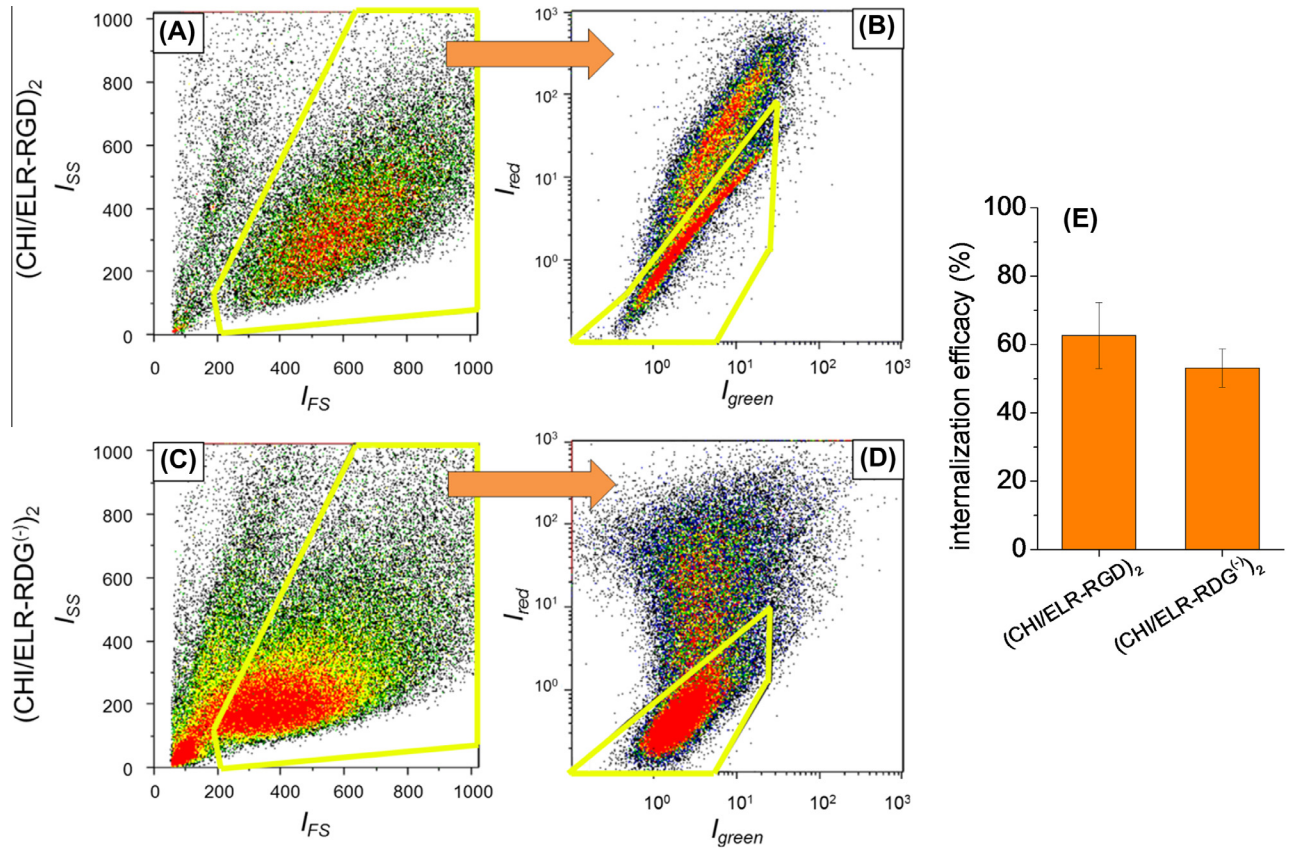 (CHI/ELR-RGD)2
(A)
1000
800
600
400
200
0
ISS
0 200 400 600 800 1000
IFS
(B)
10³
10²
10¹
10⁰
Ired
10⁰ 10¹ 10² 10³
Igreen
(CHI/ELR-RDG(-))2
(C)
1000
800
600
400
200
0
ISS
0 200 400 600 800 1000
IFS
(D)
10³
10²
10¹
10⁰
Ired
10⁰ 10¹ 10² 10³
Igreen
(E)
internalization efficacy (%)
100
80
60
40
20
0
(CHI/ELR-RGD)2
(CHI/ELR-RDG(-))2